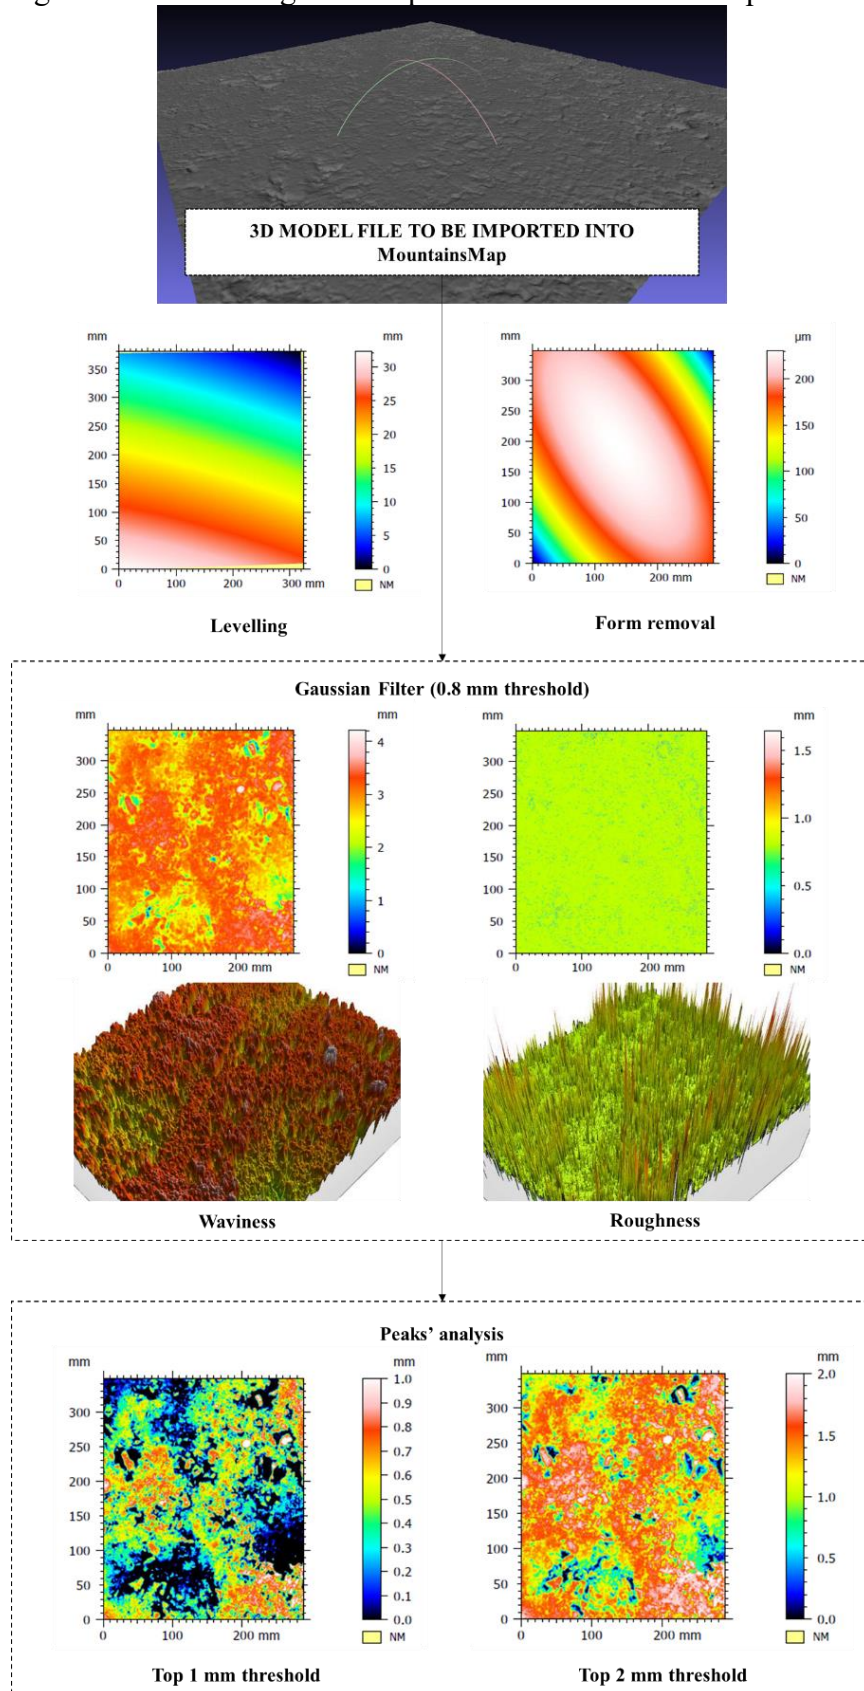 3D MODEL FILE TO BE IMPORTED INTO
MountainsMap
mm
350
300
250
200
150
100
50
0
0
200
300 mm
mm
30
25
20
15
10
5
0
NM
Levelling
mm
300
250
200
150
100
50
0
0
100
200 mm
µm
200
150
100
50
0
NM
Form removal
Gaussian Filter (0.8 mm threshold)
mm
300
250
200
150
100
50
0
0
100
200 mm
mm
4
3
2
1
0
NM
mm
300
250
200
150
100
50
0
0
100
200 mm
mm
1.5
1.0
0.5
0.0
NM
Waviness
Roughness
Peaks' analysis
mm
300
250
200
150
100
50
0
0
100
200 mm
mm
1.0
0.9
0.8
0.7
0.6
0.5
0.4
0.3
0.2
0.1
0.0
NM
Top 1 mm threshold
mm
300
250
200
150
100
50
0
0
100
200 mm
mm
2.0
1.5
1.0
0.5
0.0
NM
Top 2 mm threshold